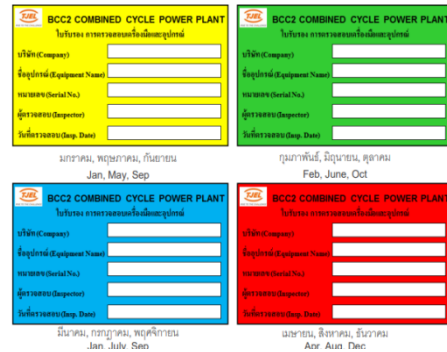 TJEL BCC2 COMBINED CYCLE POWER PLANT
ใบรับรอง การตรวจสอบเครื่องมือและอุปกรณ์
บริษัท (Company)
ชื่ออุปกรณ์ (Equipment Name)
หมายเลข (Serial No.)
ผู้ตรวจสอบ (Inspector)
วันที่ตรวจสอบ (Insp. Date)
มกราคม, พฤษภาคม, กันยายน
Jan, May, Sep
TJEL BCC2 COMBINED CYCLE POWER PLANT
ใบรับรอง การตรวจสอบเครื่องมือและอุปกรณ์
บริษัท (Company)
ชื่ออุปกรณ์ (Equipment Name)
หมายเลข (Serial No.)
ผู้ตรวจสอบ (Inspector)
วันที่ตรวจสอบ (Insp. Date)
กุมภาพันธ์, มิถุนายน, ตุลาคม
Feb, June, Oct
TJEL BCC2 COMBINED CYCLE POWER PLANT
ใบรับรอง การตรวจสอบเครื่องมือและอุปกรณ์
บริษัท (Company)
ชื่ออุปกรณ์ (Equipment Name)
หมายเลข (Serial No.)
ผู้ตรวจสอบ (Inspector)
วันที่ตรวจสอบ (Insp. Date)
มีนาคม, กรกฎาคม, พฤศจิกายน
Jan, July, Sep
TJEL BCC2 COMBINED CYCLE POWER PLANT
ใบรับรอง การตรวจสอบเครื่องมือและอุปกรณ์
บริษัท (Company)
ชื่ออุปกรณ์ (Equipment Name)
หมายเลข (Serial No.)
ผู้ตรวจสอบ (Inspector)
วันที่ตรวจสอบ (Insp. Date)
เมษายน, สิงหาคม, ธันวาคม
Apr, Aug, Dec